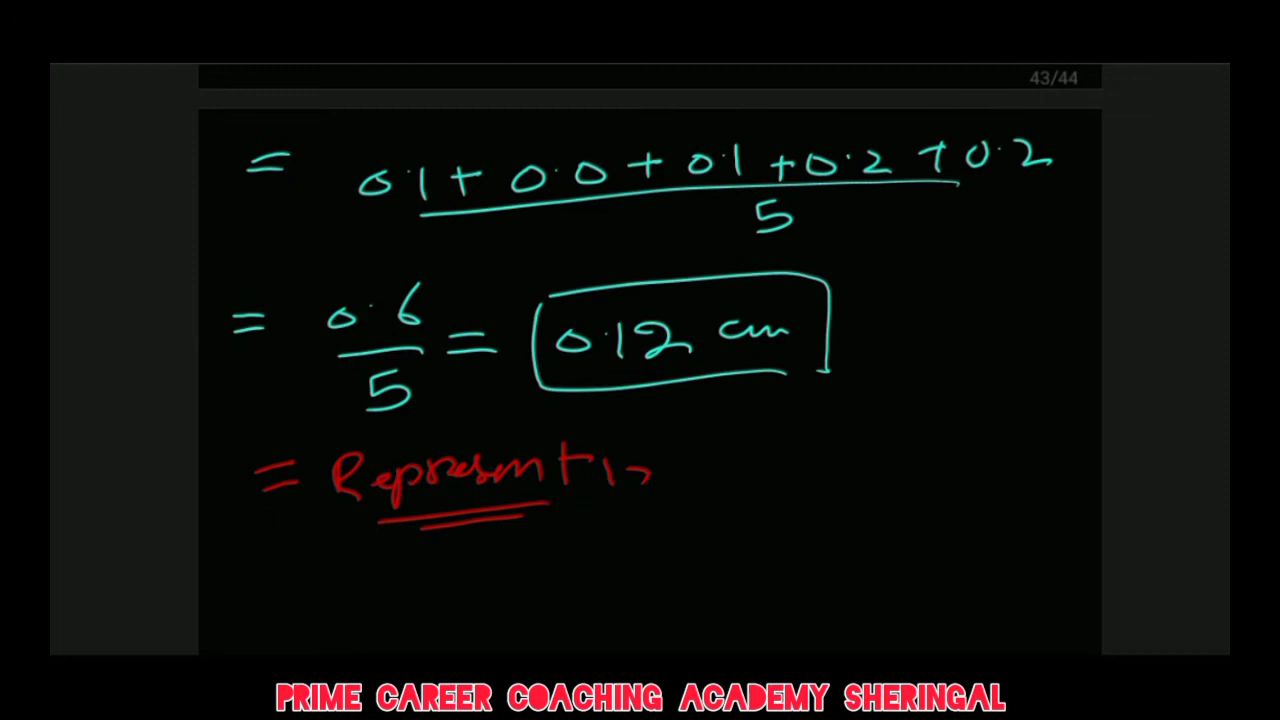 43/44
= 0.1 + 0.0 + 0.1 + 0.2 + 0.2
5
= 0.6
5 = 0.12 cm
= Represent
PRIME CAREER COACHING ACADEMY SHERINGAL